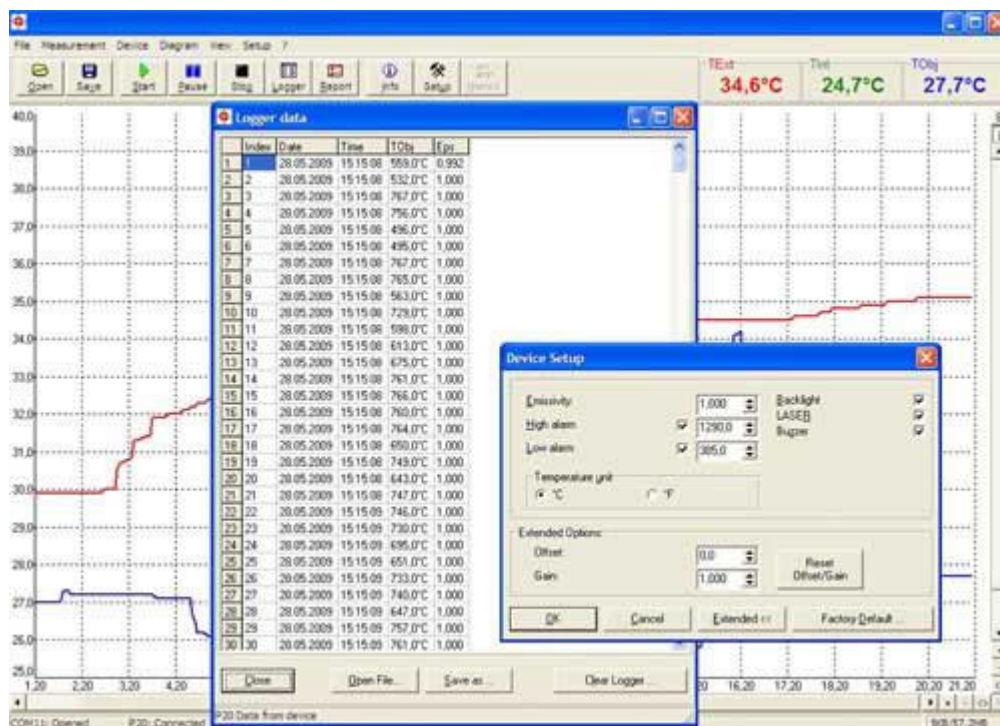 File Measurement Device Diagram View Setup ?
Open Save Start Pause Stop Logger Report Info Setup
TExt TInt TObj
34,6°C 24,7°C 27,7°C
Logger data
Index Date Time TObj Eps
1 1 28.05.2009 15:15:08 559,0°C 0,992
2 2 28.05.2009 15:15:08 532,0°C 1,000
3 3 28.05.2009 15:15:08 767,0°C 1,000
4 4 28.05.2009 15:15:08 756,0°C 1,000
5 5 28.05.2009 15:15:08 496,0°C 1,000
6 6 28.05.2009 15:15:08 495,0°C 1,000
7 7 28.05.2009 15:15:08 767,0°C 1,000
8 8 28.05.2009 15:15:08 765,0°C 1,000
9 9 28.05.2009 15:15:08 563,0°C 1,000
10 10 28.05.2009 15:15:08 729,0°C 1,000
11 11 28.05.2009 15:15:08 598,0°C 1,000
12 12 28.05.2009 15:15:08 613,0°C 1,000
13 13 28.05.2009 15:15:08 675,0°C 1,000
14 14 28.05.2009 15:15:08 761,0°C 1,000
15 15 28.05.2009 15:15:08 766,0°C 1,000
16 16 28.05.2009 15:15:08 760,0°C 1,000
17 17 28.05.2009 15:15:08 764,0°C 1,000
18 18 28.05.2009 15:15:08 650,0°C 1,000
19 19 28.05.2009 15:15:08 749,0°C 1,000
20 20 28.05.2009 15:15:08 643,0°C 1,000
21 21 28.05.2009 15:15:08 747,0°C 1,000
22 22 28.05.2009 15:15:09 746,0°C 1,000
23 23 28.05.2009 15:15:09 730,0°C 1,000
24 24 28.05.2009 15:15:09 695,0°C 1,000
25 25 28.05.2009 15:15:09 651,0°C 1,000
26 26 28.05.2009 15:15:09 733,0°C 1,000
27 27 28.05.2009 15:15:09 740,0°C 1,000
28 28 28.05.2009 15:15:09 647,0°C 1,000
29 29 28.05.2009 15:15:09 757,0°C 1,000
30 30 28.05.2009 15:15:09 761,0°C 1,000
Close Open File... Save as ... Clear Logger ...
P20 Data from device
Device Setup
Emissivity 1,000 Backlight
High alarm 1290,0 LASER
Low alarm 385,0 Buzzer
Temperature unit
°C °F
Extended Options
Offset 0,0
Gain 1,000
Reset
Offset/Gain
OK Cancel Extended << Factory Default ...
40,0
39,0
37,0
36,0
35,0
33,0
32,0
31,0
30,0
29,0
28,0
27,0
26,0
25,0
1,20 2,20 3,20 4,20 16,20 17,20 18,20 19,20 20,20 21,20
COM11: Opened P20: Connected